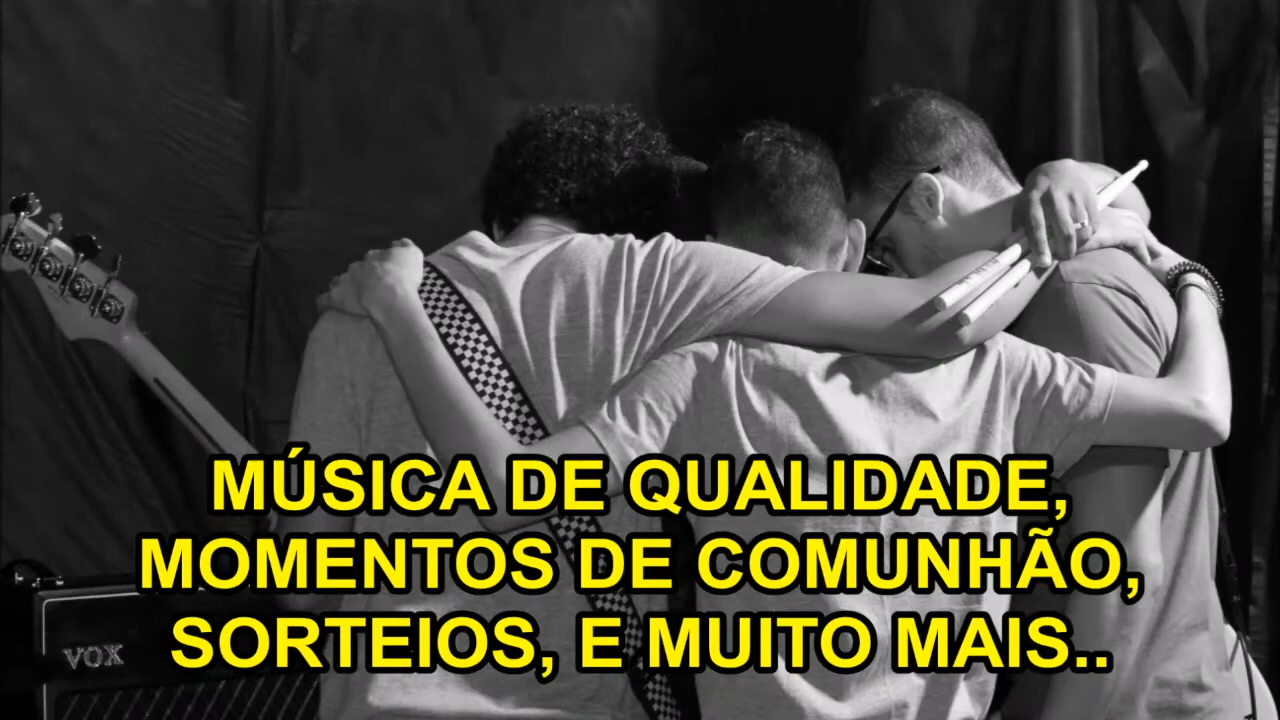 MÚSICA DE QUALIDADE,
MOMENTOS DE COMUNHÃO,
SORTEIOS, E MUITO MAIS..
VOX